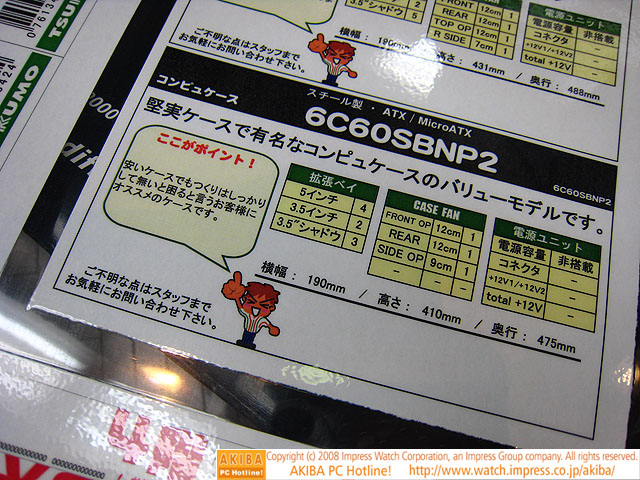 FRONT 12cm 1
REAR 12cm 1
TOP OP 12cm 1
R SIDE 7cm 1
3.5"シャドウ 5
電源ユニット
電源容量 非搭載
コネクタ －
+12V1/+12V2 －
total +12V －
ご不明な点はスタッフまで
お気軽にお問い合わせ下さい。
横幅： 190mm / 高さ： 431mm / 奥行： 488mm
コンピュケース
スチール製 ・ ATX / MicroATX
6C60SBNP2
6C60SBNP2
堅実ケースで有名なコンピュケースのバリューモデルです。
ここがポイント！
安いケースでもつくりはしっかり
して無いと困ると言うお客様に
オススメのケースです。
拡張ベイ
5インチ 4
3.5インチ 2
3.5"シャドウ 3
CASE FAN
FRONT OP 12cm 1
REAR 12cm 1
SIDE OP 9cm 1
－ － －
電源ユニット
電源容量 非搭載
コネクタ －
+12V1/+12V2 －
total +12V －
横幅： 190mm / 高さ： 410mm / 奥行： 475mm
ご不明な点はスタッフまで
お気軽にお問い合わせ下さい。
AKIBA
PC Hotline!
Copyright (c) 2008 Impress Watch Corporation, an Impress Group company. All rights reserved.
AKIBA PC Hotline! http://www.watch.impress.co.jp/akiba/